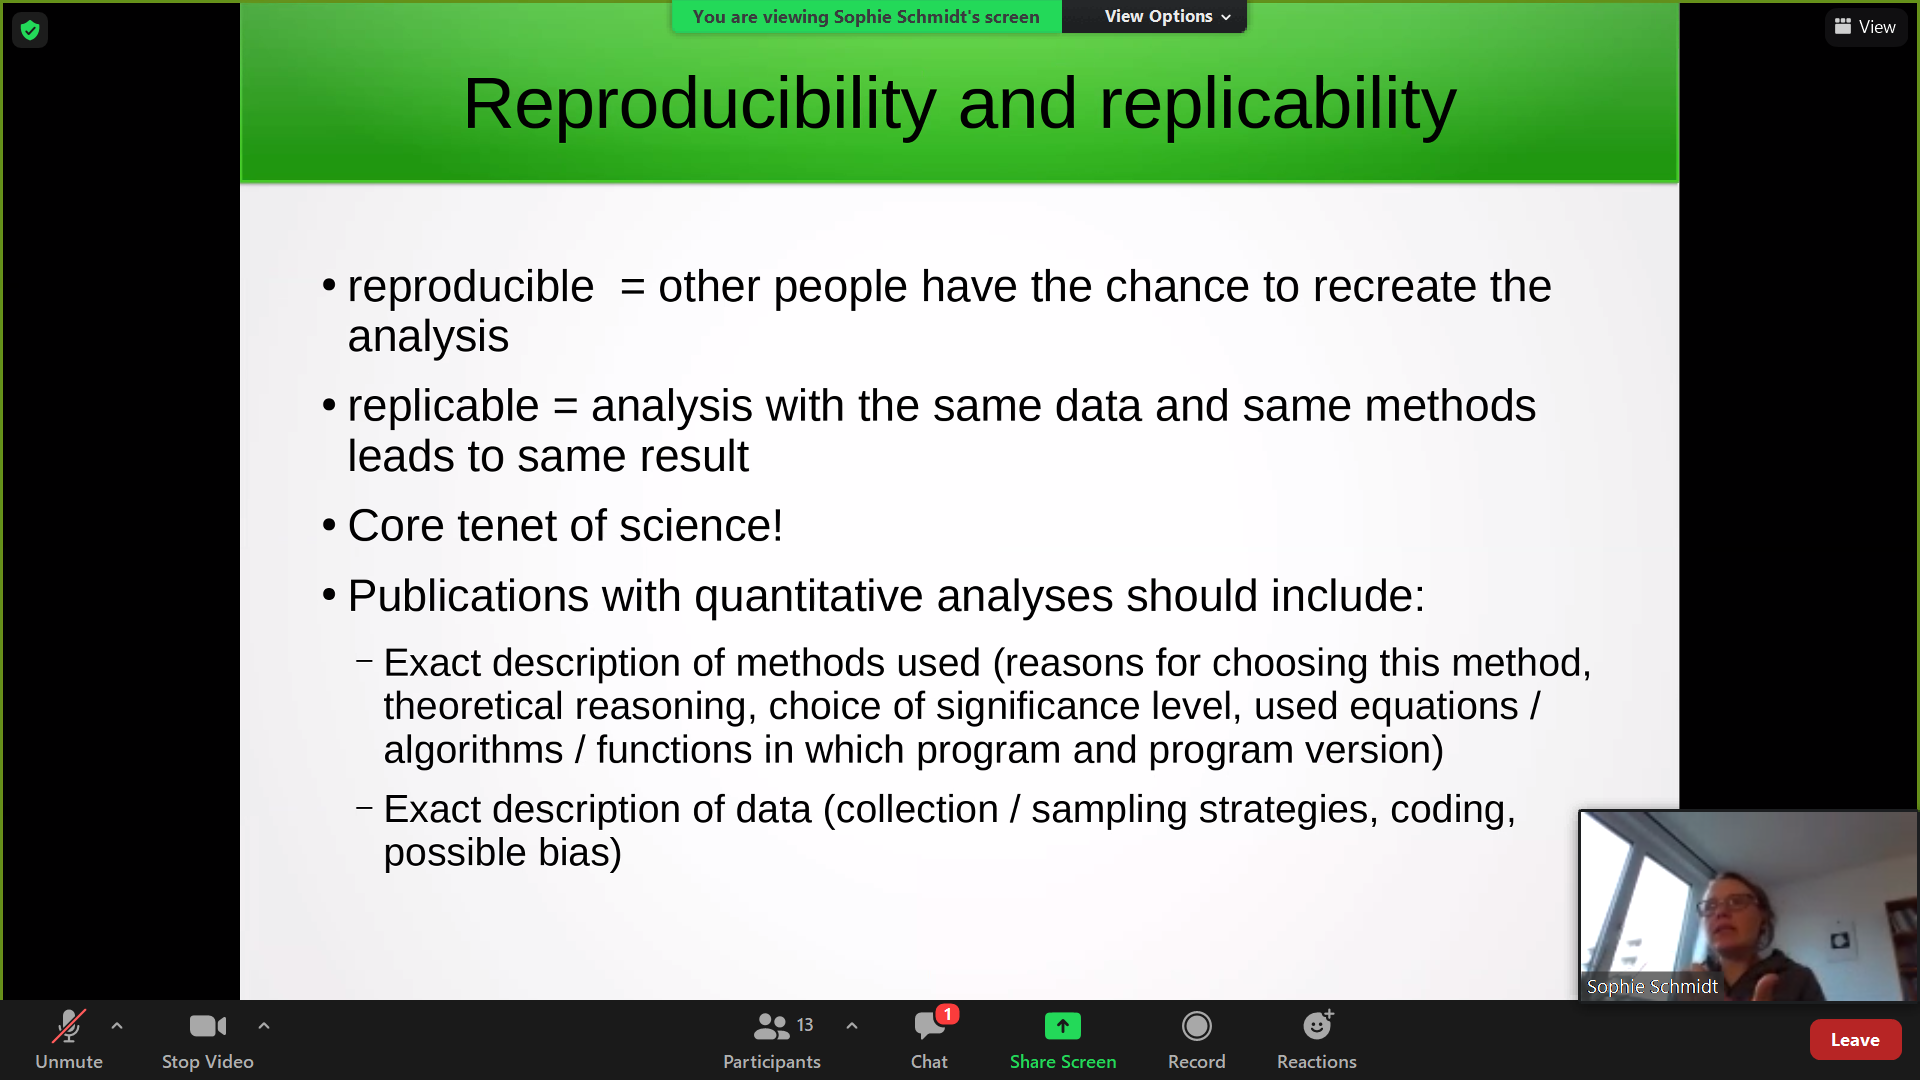 You are viewing Sophie Schmidt's screen
View Options
View
Reproducibility and replicability
• reproducible  = other people have the chance to recreate the
analysis
• replicable = analysis with the same data and same methods
leads to same result
• Core tenet of science!
• Publications with quantitative analyses should include:
– Exact description of methods used (reasons for choosing this method,
theoretical reasoning, choice of significance level, used equations /
algorithms / functions in which program and program version)
– Exact description of data (collection / sampling strategies, coding,
possible bias)
Sophie Schmidt
Unmute
Stop Video
13
Participants
1
Chat
Share Screen
Record
Reactions
Leave